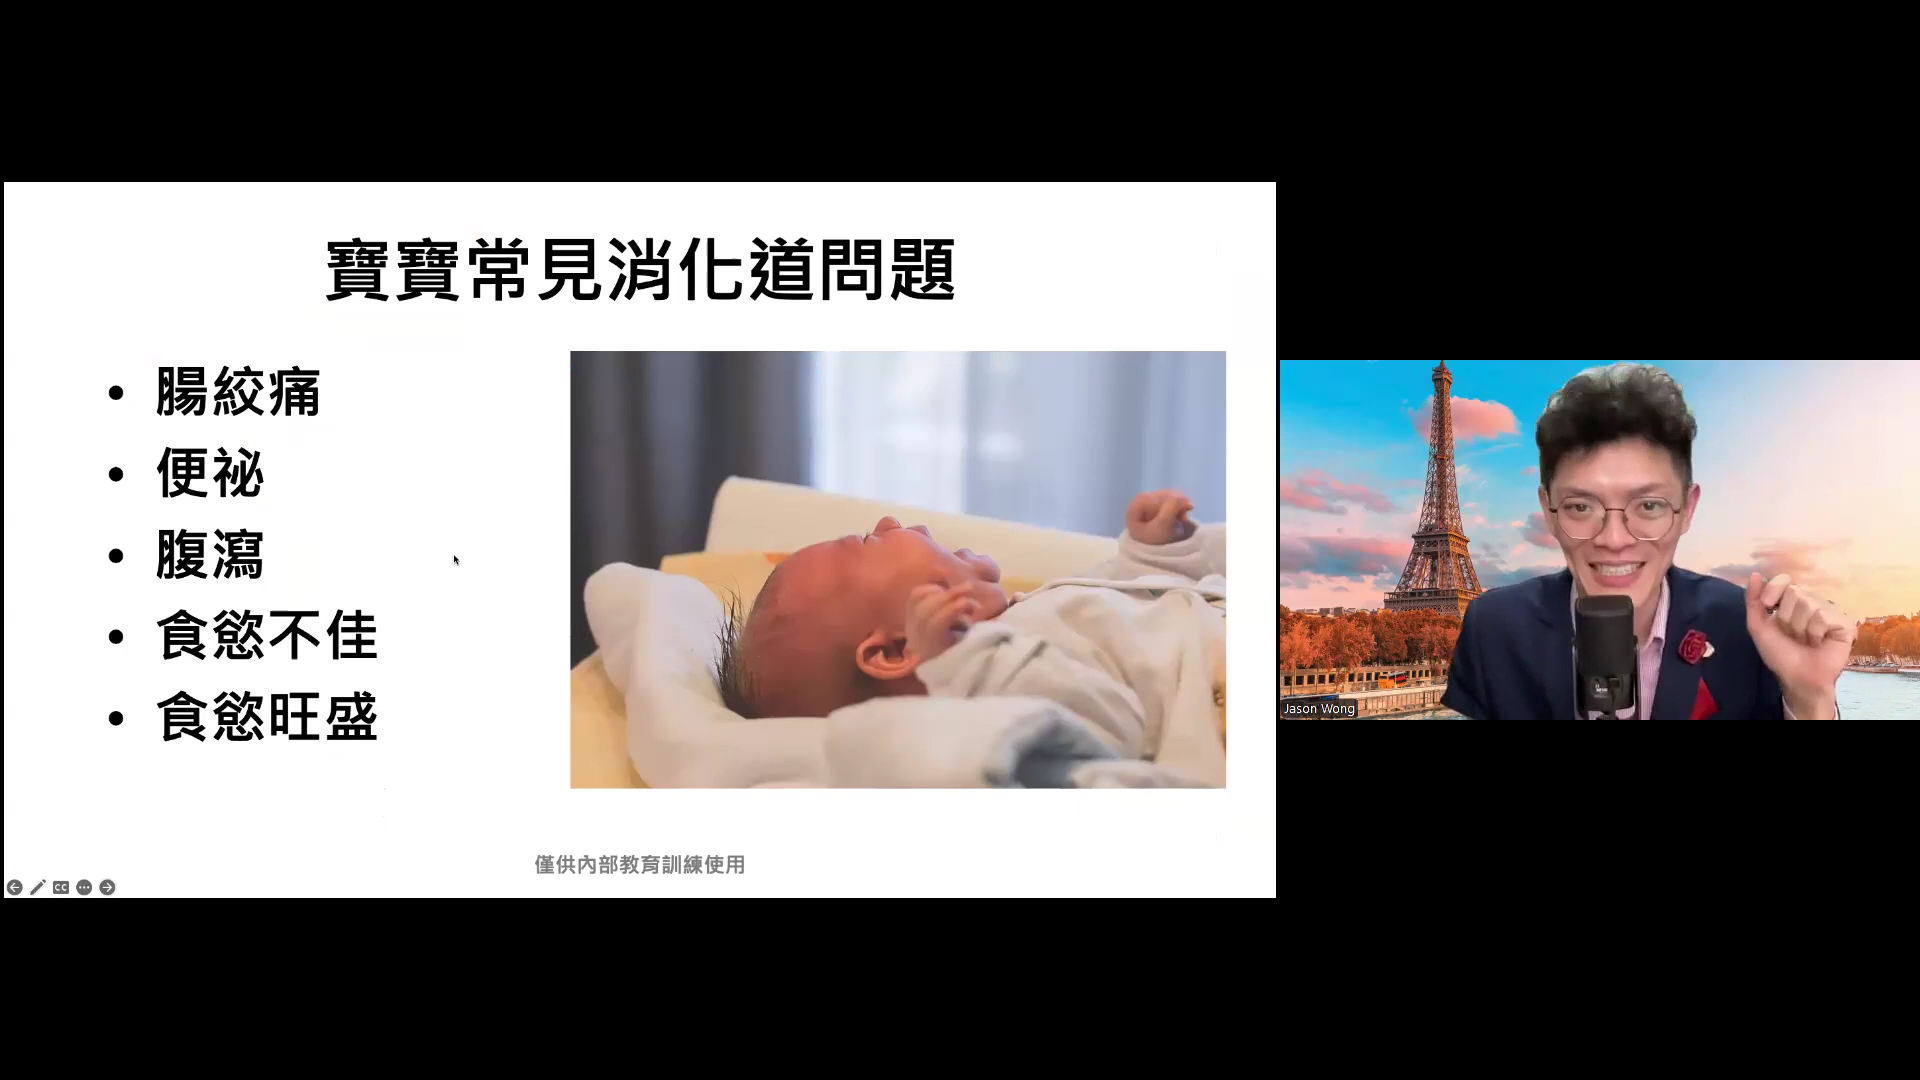 寶寶常見消化道問題
• 腸絞痛
• 便祕
• 腹瀉
• 食慾不佳
• 食慾旺盛
僅供內部教育訓練使用
CC
Jason Wong